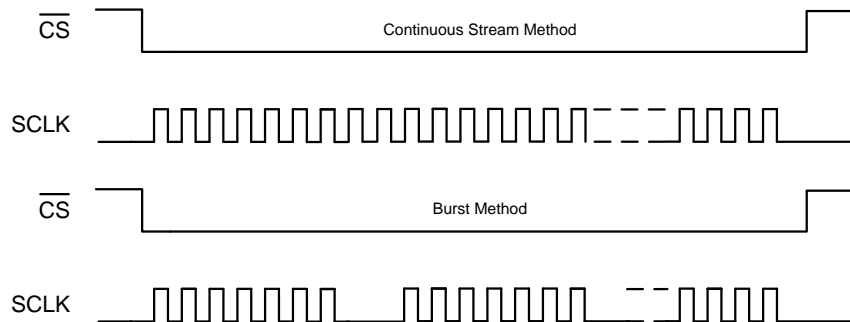 CS
Continuous Stream Method
SCLK
CS
Burst Method
SCLK